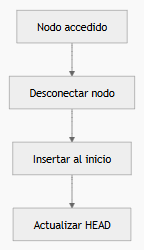 Nodo accedido
Desconectar nodo
Insertar al inicio
Actualizar HEAD